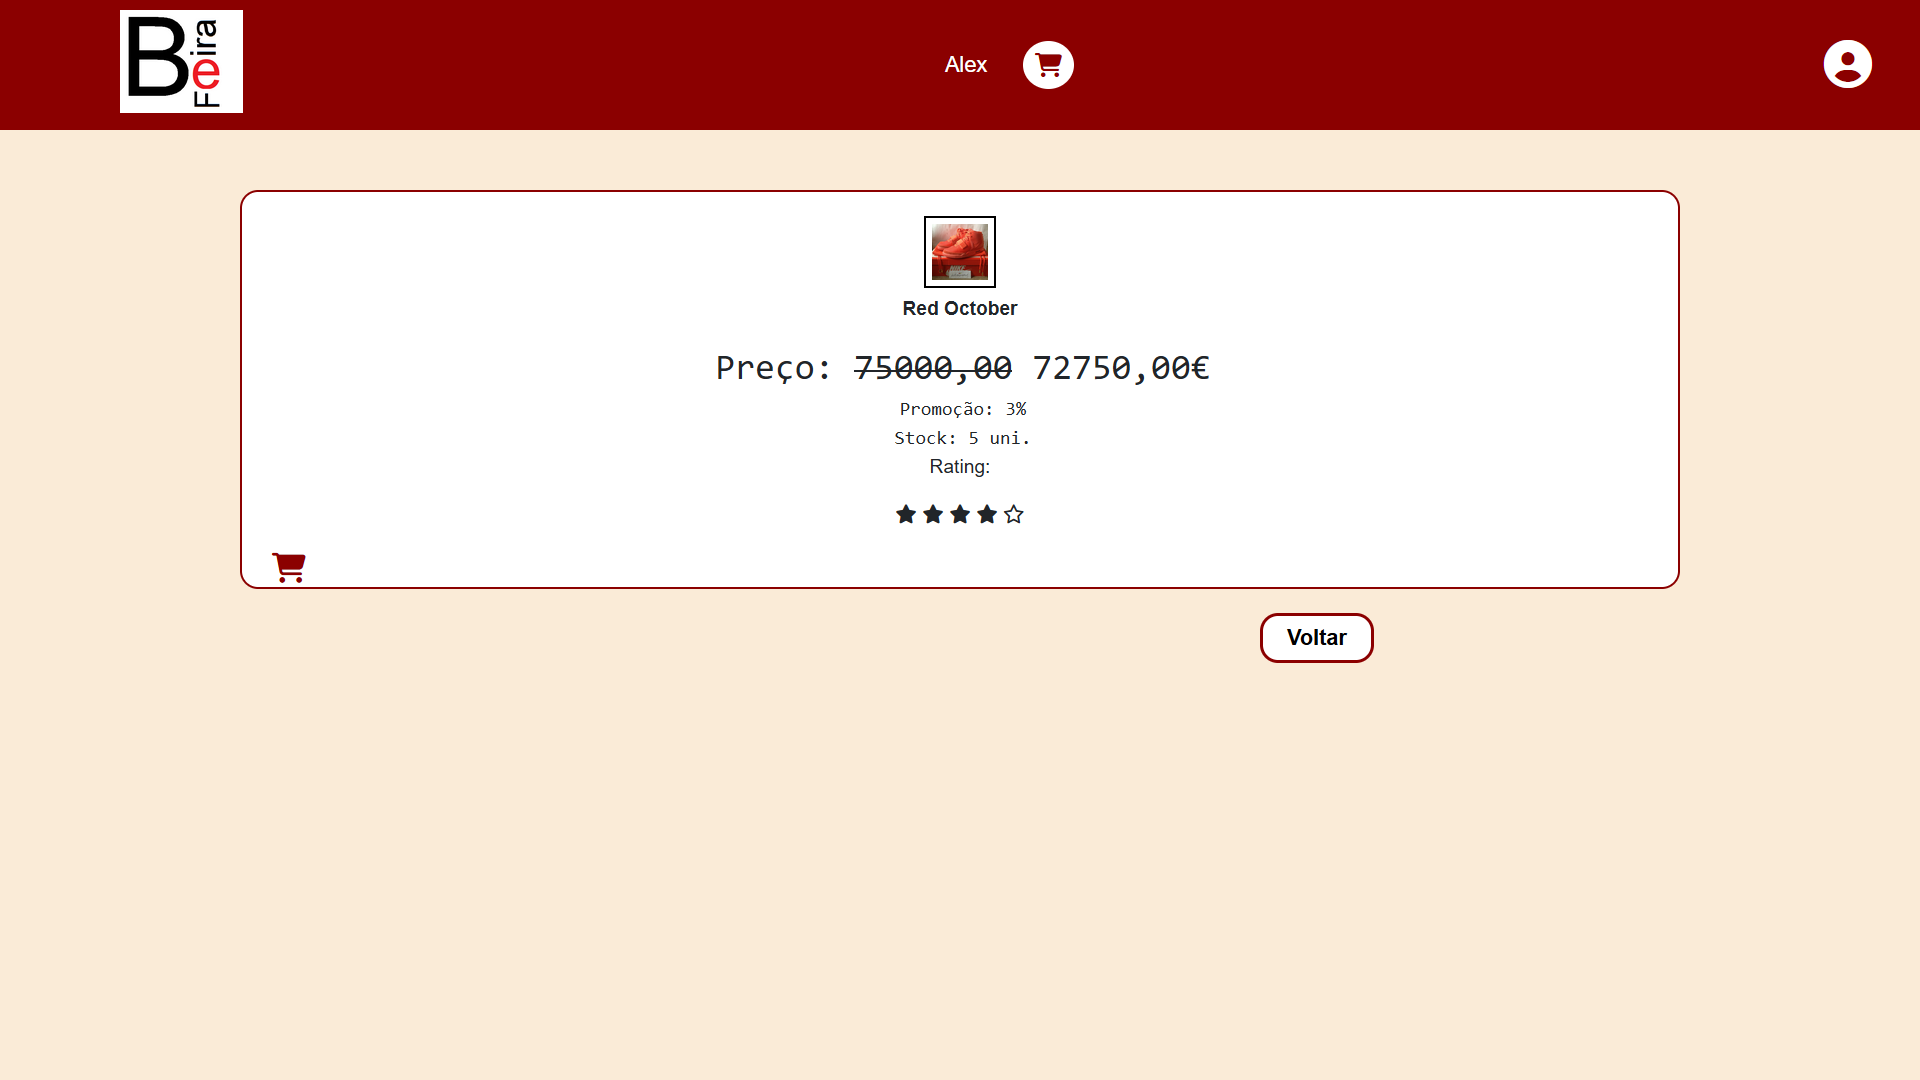 Beira
Feira
Alex
Red October
Preço: 75000,00 72750,00€
Promoção: 3%
Stock: 5 uni.
Rating:
Voltar